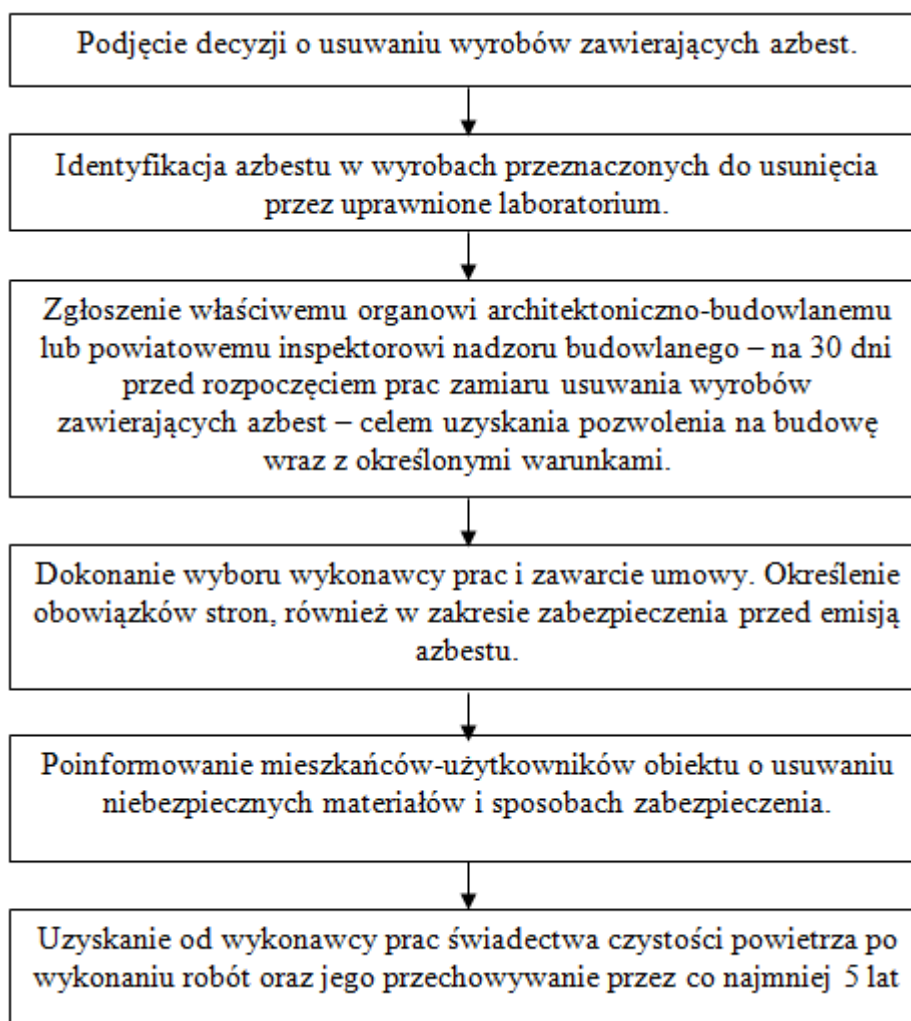 Podjęcie decyzji o usuwaniu wyrobów zawierających azbest.
Identyfikacja azbestu w wyrobach przeznaczonych do usunięcia
przez uprawnione laboratorium.
Zgłoszenie właściwemu organowi architektoniczno-budowlanemu
lub powiatowemu inspektorowi nadzoru budowlanego – na 30 dni
przed rozpoczęciem prac zamiaru usuwania wyrobów
zawierających azbest – celem uzyskania pozwolenia na budowę
wraz z określonymi warunkami.
Dokonanie wyboru wykonawcy prac i zawarcie umowy. Określenie
obowiązków stron, również w zakresie zabezpieczenia przed emisją
azbestu.
Poinformowanie mieszkańców-użytkowników obiektu o usuwaniu
niebezpiecznych materiałów i sposobach zabezpieczenia.
Uzyskanie od wykonawcy prac świadectwa czystości powietrza po
wykonaniu robót oraz jego przechowywanie przez co najmniej 5 lat